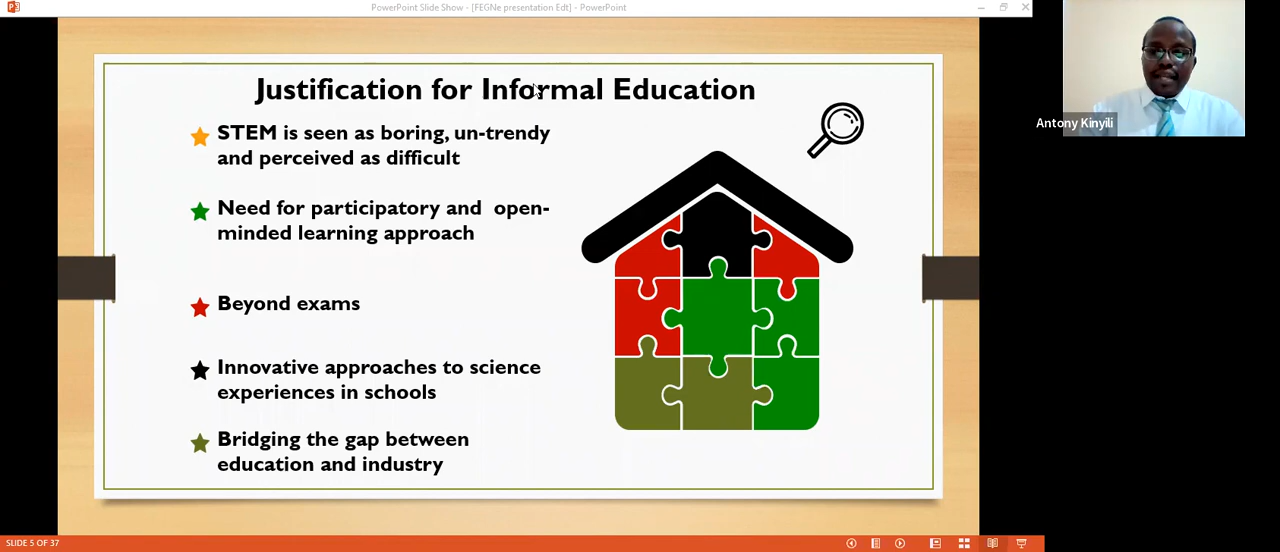 PowerPoint Slide Show - [FEGNe presentation Edt] - PowerPoint
Justification for Informal Education
STEM is seen as boring, un-trendy
and perceived as difficult
Need for participatory and open-
minded learning approach
Beyond exams
Innovative approaches to science
experiences in schools
Bridging the gap between
education and industry
Antony Kinyili
SLIDE 5 OF 37